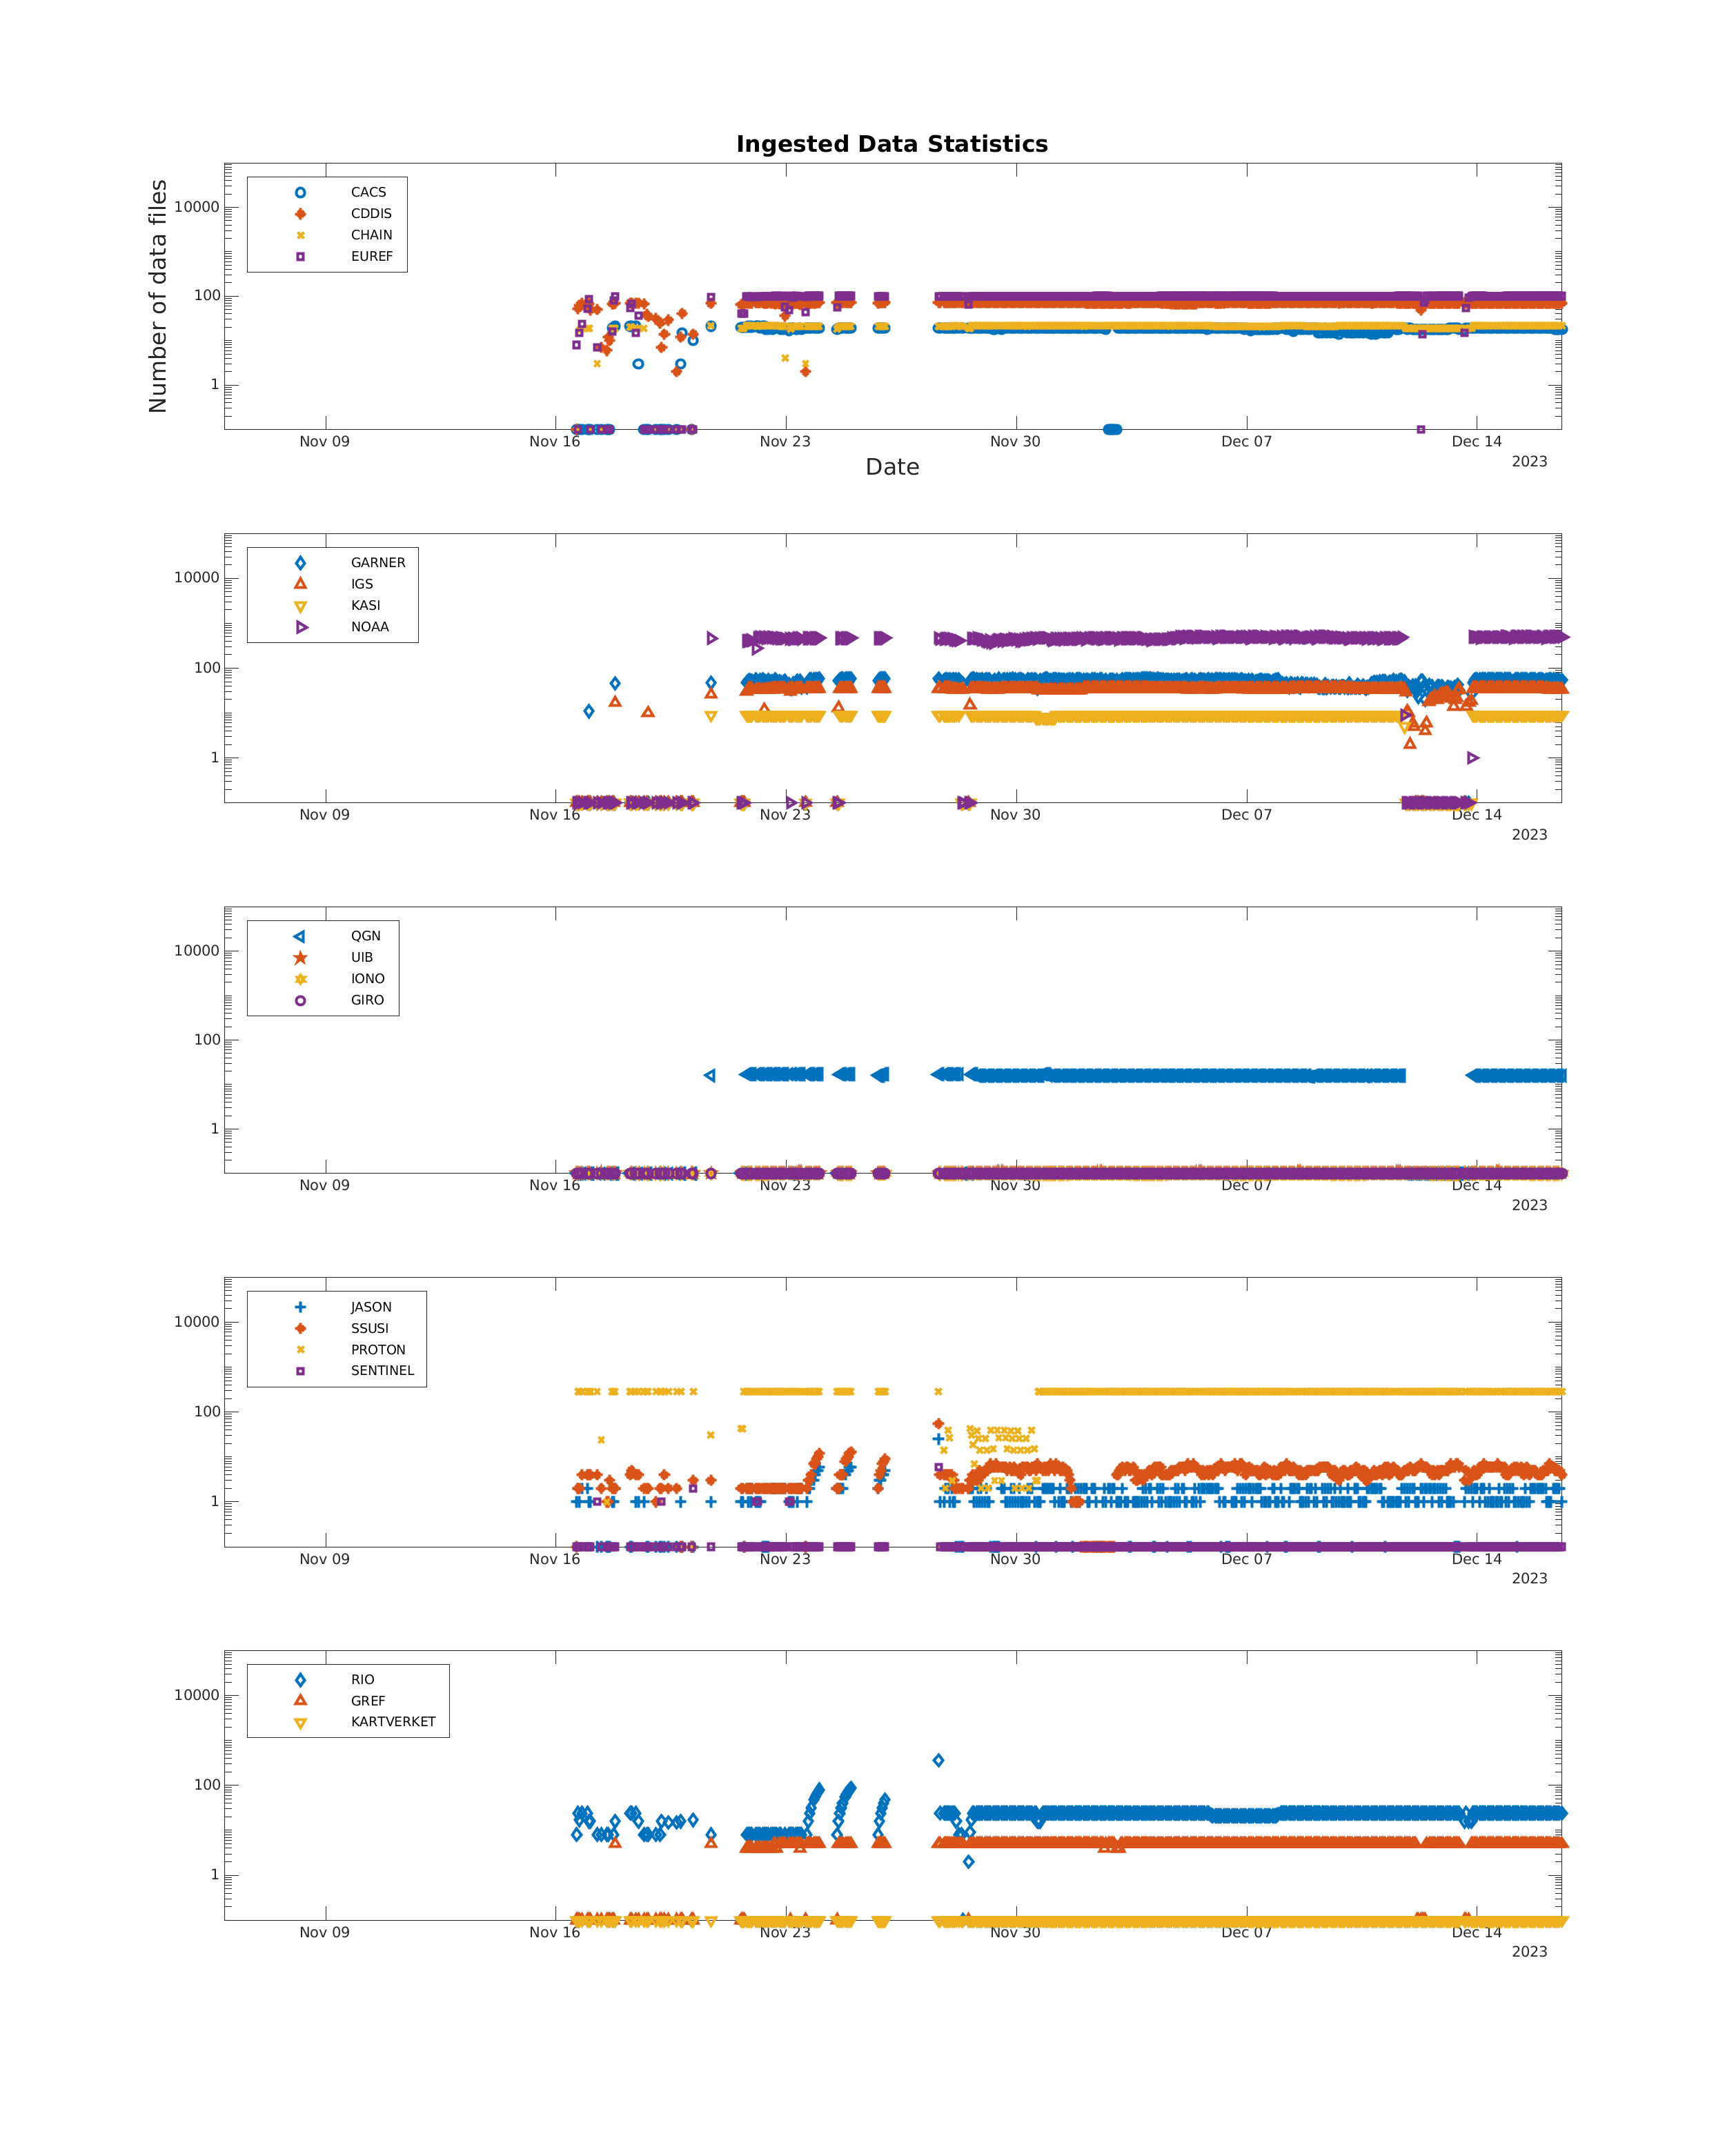 Ingested Data Statistics
Number of data files
CACS
CDDIS
CHAIN
EUREF
10000
100
1
Nov 09 Nov 16 Nov 23 Nov 30 Dec 07 Dec 14
2023
Date
GARNER
IGS
KASI
NOAA
10000
100
1
Nov 09 Nov 16 Nov 23 Nov 30 Dec 07 Dec 14
2023
QGN
UIB
IONO
GIRO
10000
100
1
Nov 09 Nov 16 Nov 23 Nov 30 Dec 07 Dec 14
2023
JASON
SSUSI
PROTON
SENTINEL
10000
100
1
Nov 09 Nov 16 Nov 23 Nov 30 Dec 07 Dec 14
2023
RIO
GREF
KARTVERKET
10000
100
1
Nov 09 Nov 16 Nov 23 Nov 30 Dec 07 Dec 14
2023